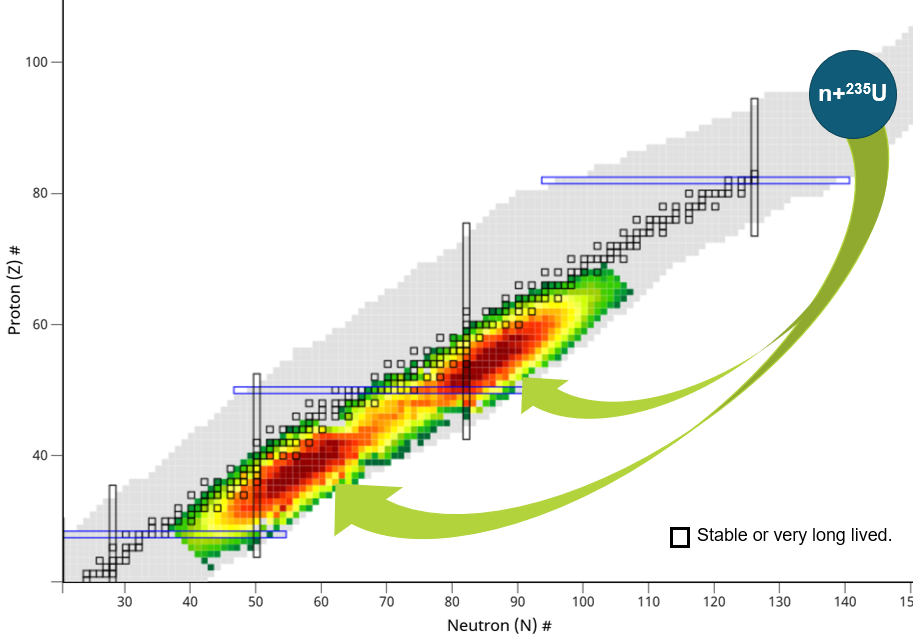 100
n+²³⁵U
80
Proton (Z) #
60
40
Stable or very long lived.
30 40 50 60 70 80 90 100 110 120 130 140 15
Neutron (N) #